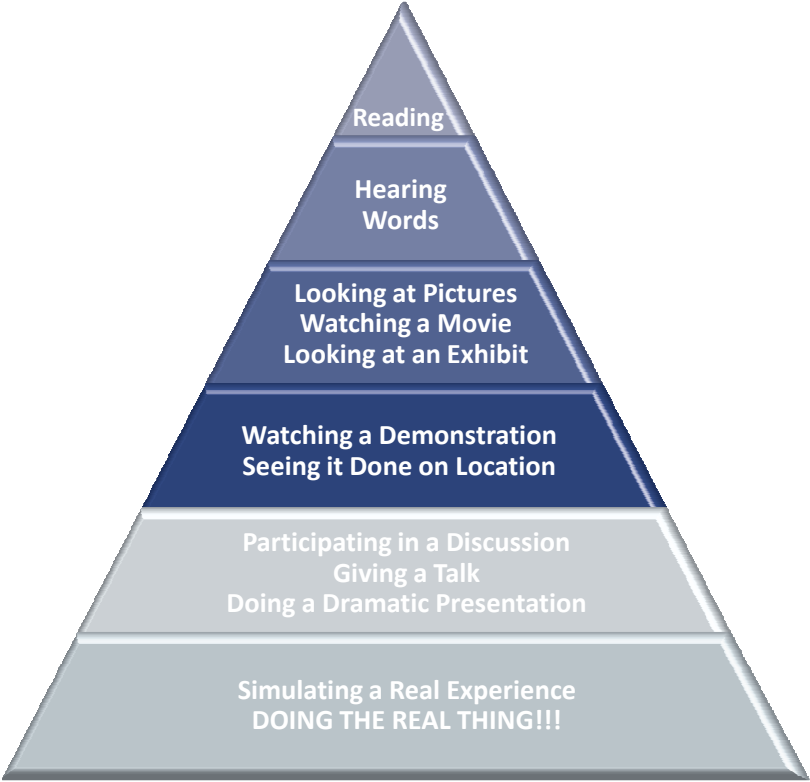 Reading
Hearing
Words
Looking at Pictures
Watching a Movie
Looking at an Exhibit
Watching a Demonstration
Seeing it Done on Location
Participating in a Discussion
Giving a Talk
Doing a Dramatic Presentation
Simulating a Real Experience
DOING THE REAL THING!!!